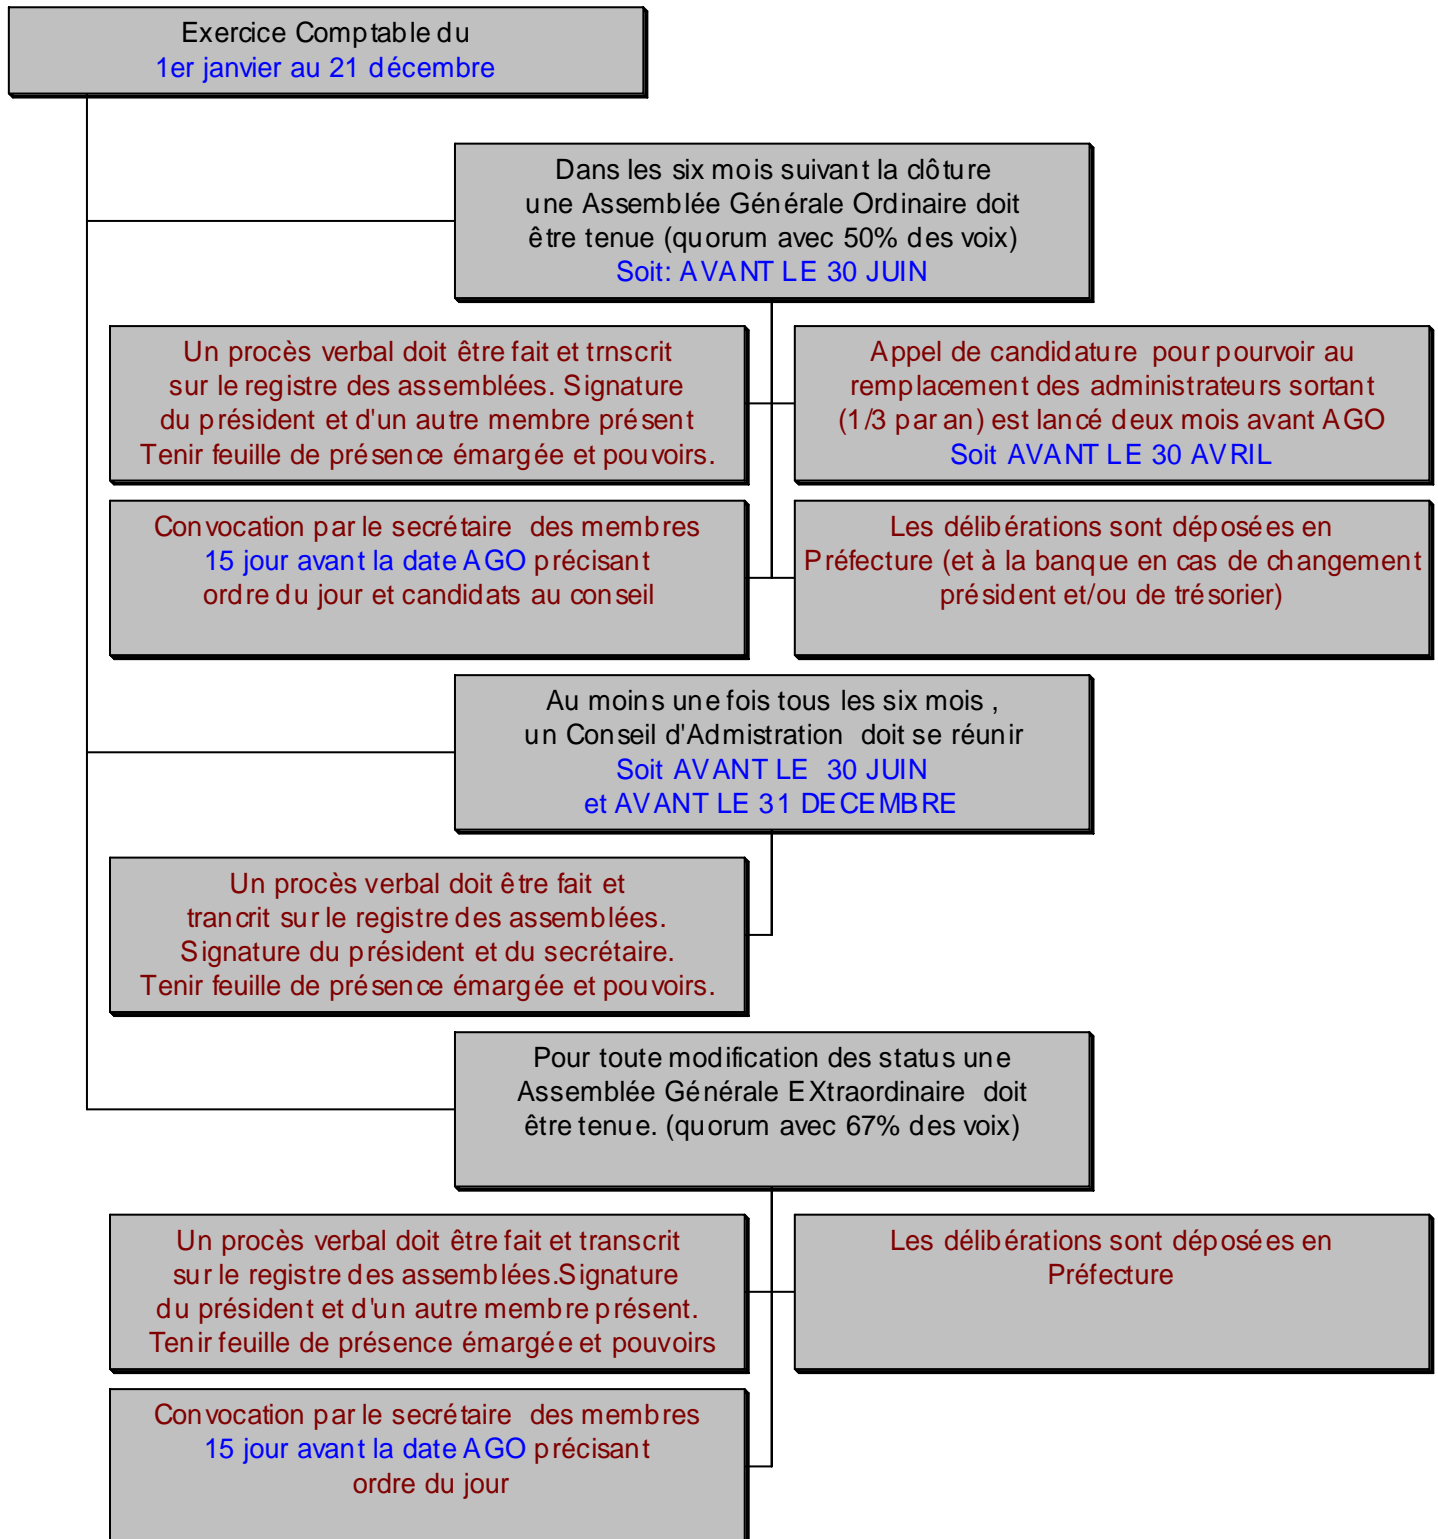 Exercice Comptable du
1er janvier au 21 décembre
Dans les six mois suivant la clôture
une Assemblée Générale Ordinaire doit
être tenue (quorum avec 50% des voix)
Soit: AVANT LE 30 JUIN
Un procès verbal doit être fait et trnscrit
sur le registre des assemblées. Signature
du président et d'un autre membre présent
Tenir feuille de présence émargée et pouvoirs.
Appel de candidature pour pourvoir au
remplacement des administrateurs sortant
(1/3 par an) est lancé deux mois avant AGO
Soit AVANT LE 30 AVRIL
Convocation par le secrétaire des membres
15 jour avant la date AGO précisant
ordre du jour et candidats au conseil
Les délibérations sont déposées en
Préfecture (et à la banque en cas de changement
président et/ou de trésorier)
Au moins une fois tous les six mois ,
un Conseil d'Admistration doit se réunir
Soit AVANT LE 30 JUIN
et AVANT LE 31 DECEMBRE
Un procès verbal doit être fait et
trancrit sur le registre des assemblées.
Signature du président et du secrétaire.
Tenir feuille de présence émargée et pouvoirs.
Pour toute modification des status une
Assemblée Générale EXtraordinaire doit
être tenue. (quorum avec 67% des voix)
Un procès verbal doit être fait et transcrit
sur le registre des assemblées.Signature
du président et d'un autre membre présent.
Tenir feuille de présence émargée et pouvoirs
Les délibérations sont déposées en
Préfecture
Convocation par le secrétaire des membres
15 jour avant la date AGO précisant
ordre du jour